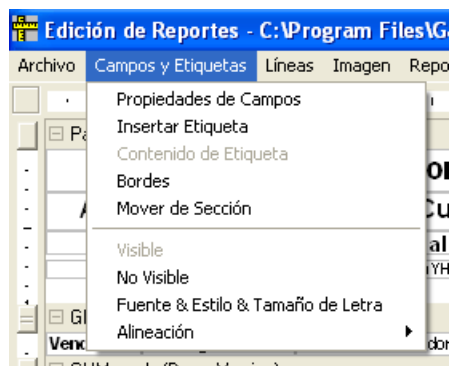 Edición de Reportes - C:\Program Files\G
Archivo Campos y Etiquetas Líneas Imagen Repo
Propiedades de Campos
Insertar Etiqueta
Contenido de Etiqueta
Bordes
Mover de Sección
Visible
No Visible
Fuente & Estilo & Tamaño de Letra
Alineación